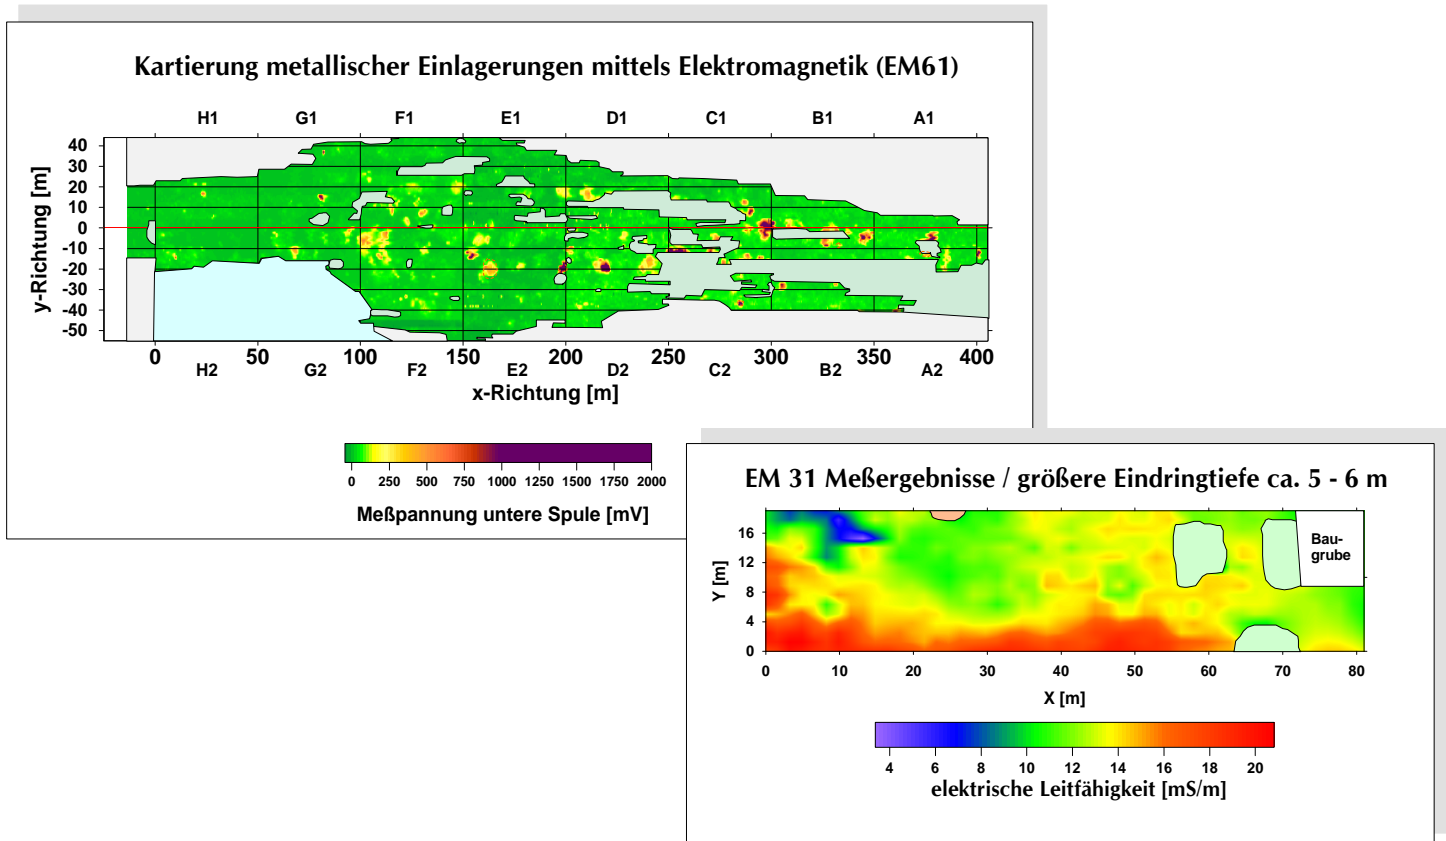 Kartierung metallischer Einlagerungen mittels Elektromagnetik (EM61)
H1 G1 F1 E1 D1 C1 B1 A1
y-Richtung [m]
40
30
20
10
0
-10
-20
-30
-40
-50
0 50 100 150 200 250 300 350 400
H2 G2 F2 E2 D2 C2 B2 A2
x-Richtung [m]
0 250 500 750 1000 1250 1500 1750 2000
Meßpannung untere Spule [mV]
EM 31 Meßergebnisse / größere Eindringtiefe ca. 5 - 6 m
Y [m]
16
12
8
4
0
Bau-
grube
0 10 20 30 40 50 60 70 80
X [m]
4 6 8 10 12 14 16 18 20
elektrische Leitfähigkeit [mS/m]